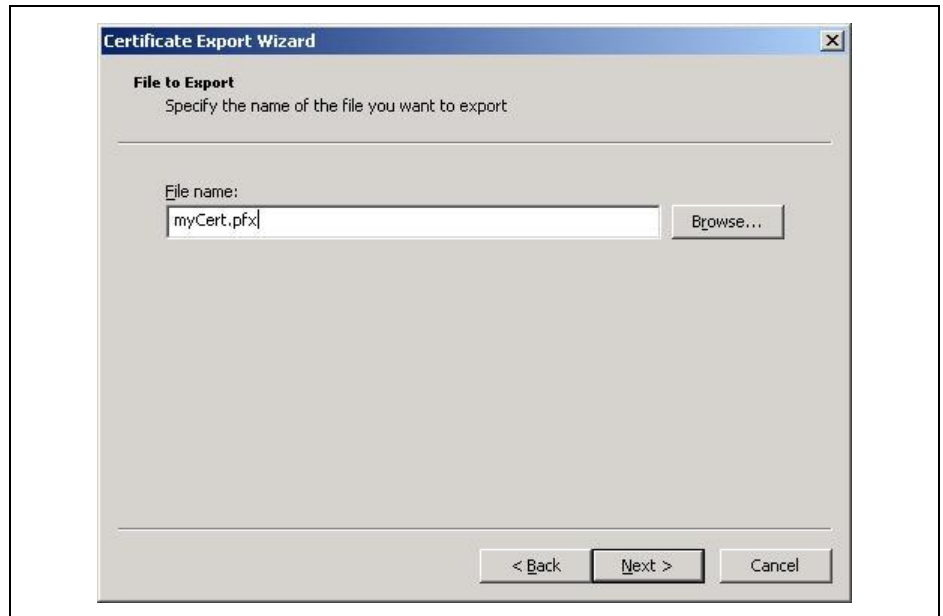 Certificate Export Wizard
File to Export
Specify the name of the file you want to export
File name:
myCert.pfx
Browse...
< Back
Next >
Cancel